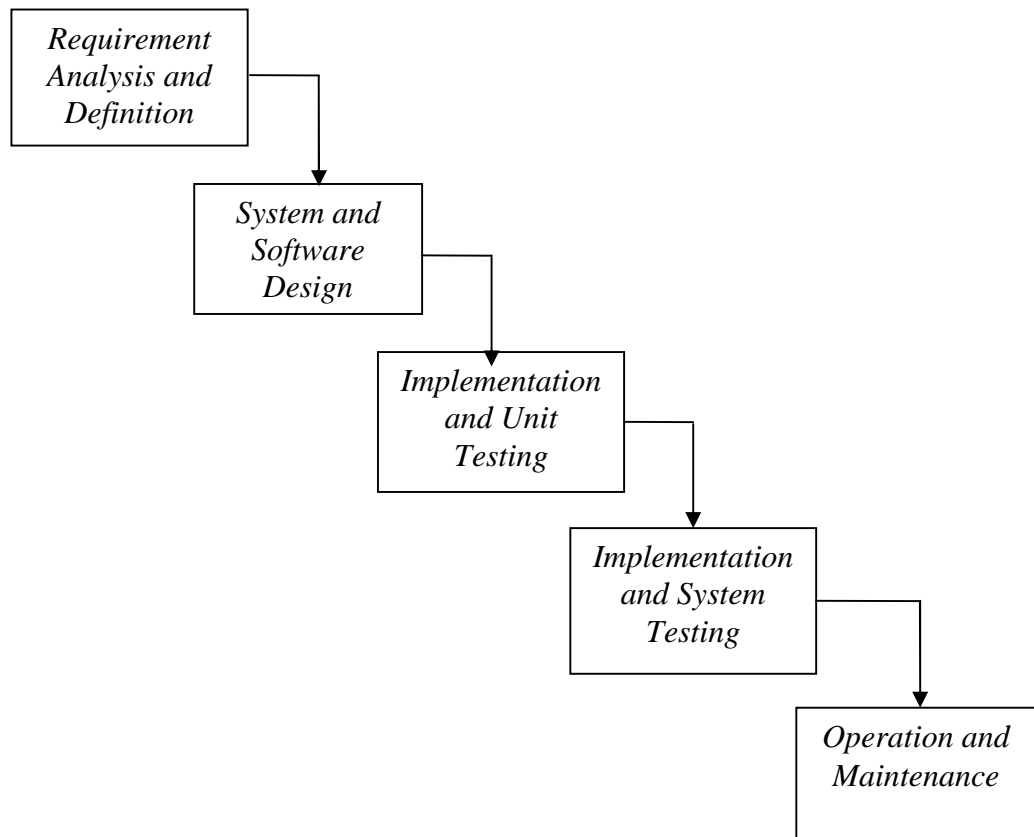 Requirement
Analysis and
Definition
System and
Software
Design
Implementation
and Unit
Testing
Implementation
and System
Testing
Operation and
Maintenance